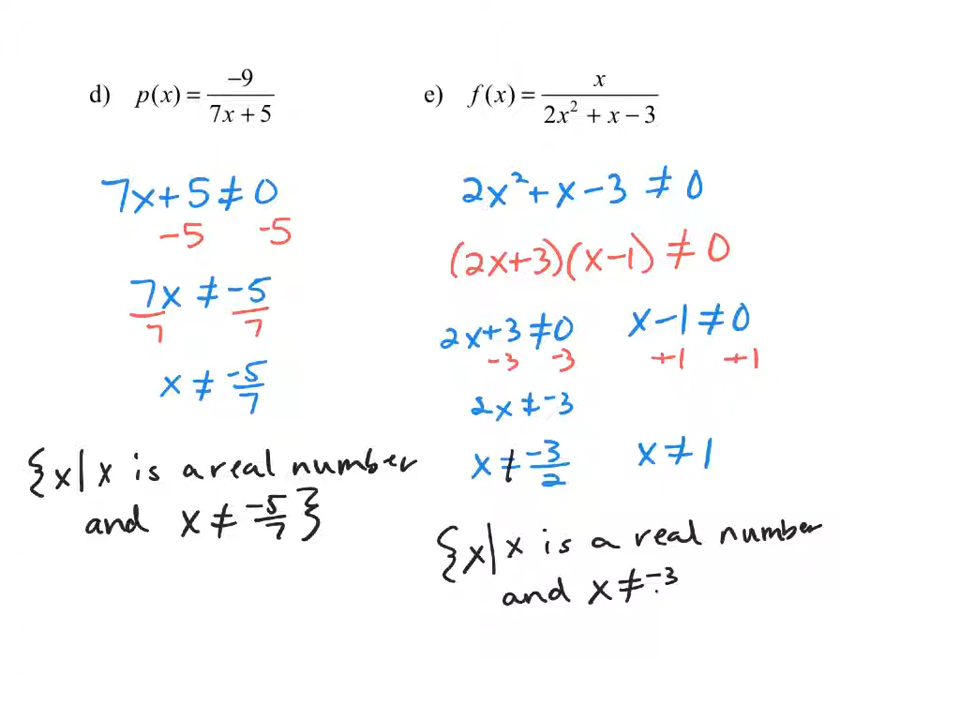 d) p(x) = -9 / (7x + 5)
7x + 5 ≠ 0
-5 -5
7x ≠ -5
7 7
x ≠ -5/7
{x | x is a real number
and x ≠ -5/7}
e) f(x) = x / (2x² + x - 3)
2x² + x - 3 ≠ 0
(2x+3)(x-1) ≠ 0
2x+3 ≠ 0 x-1 ≠ 0
-3 -3 +1 +1
2x ≠ -3
x ≠ -3/2 x ≠ 1
{x | x is a real number
and x ≠ -3